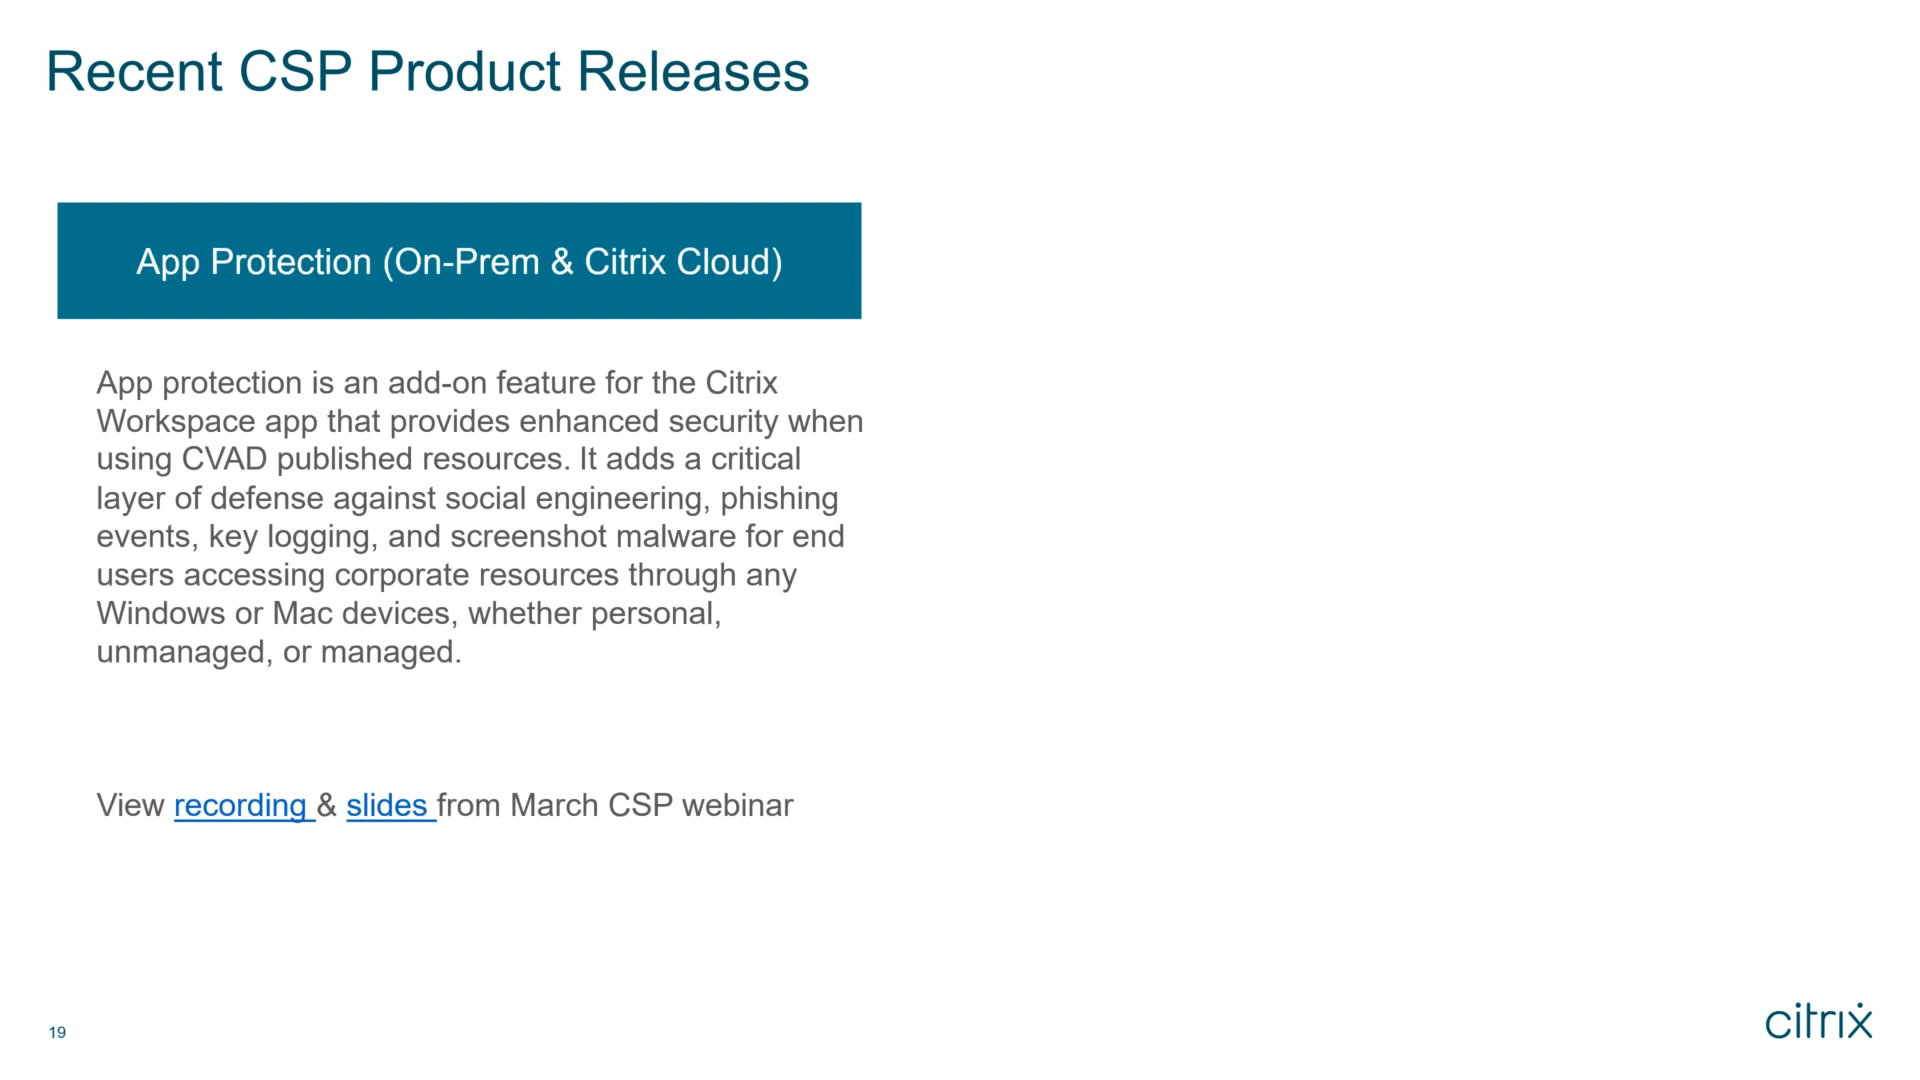 Recent CSP Product Releases
App Protection (On-Prem & Citrix Cloud)
App protection is an add-on feature for the Citrix
Workspace app that provides enhanced security when
using CVAD published resources. It adds a critical
layer of defense against social engineering, phishing
events, key logging, and screenshot malware for end
users accessing corporate resources through any
Windows or Mac devices, whether personal,
unmanaged, or managed.
View recording & slides from March CSP webinar
19
citrix